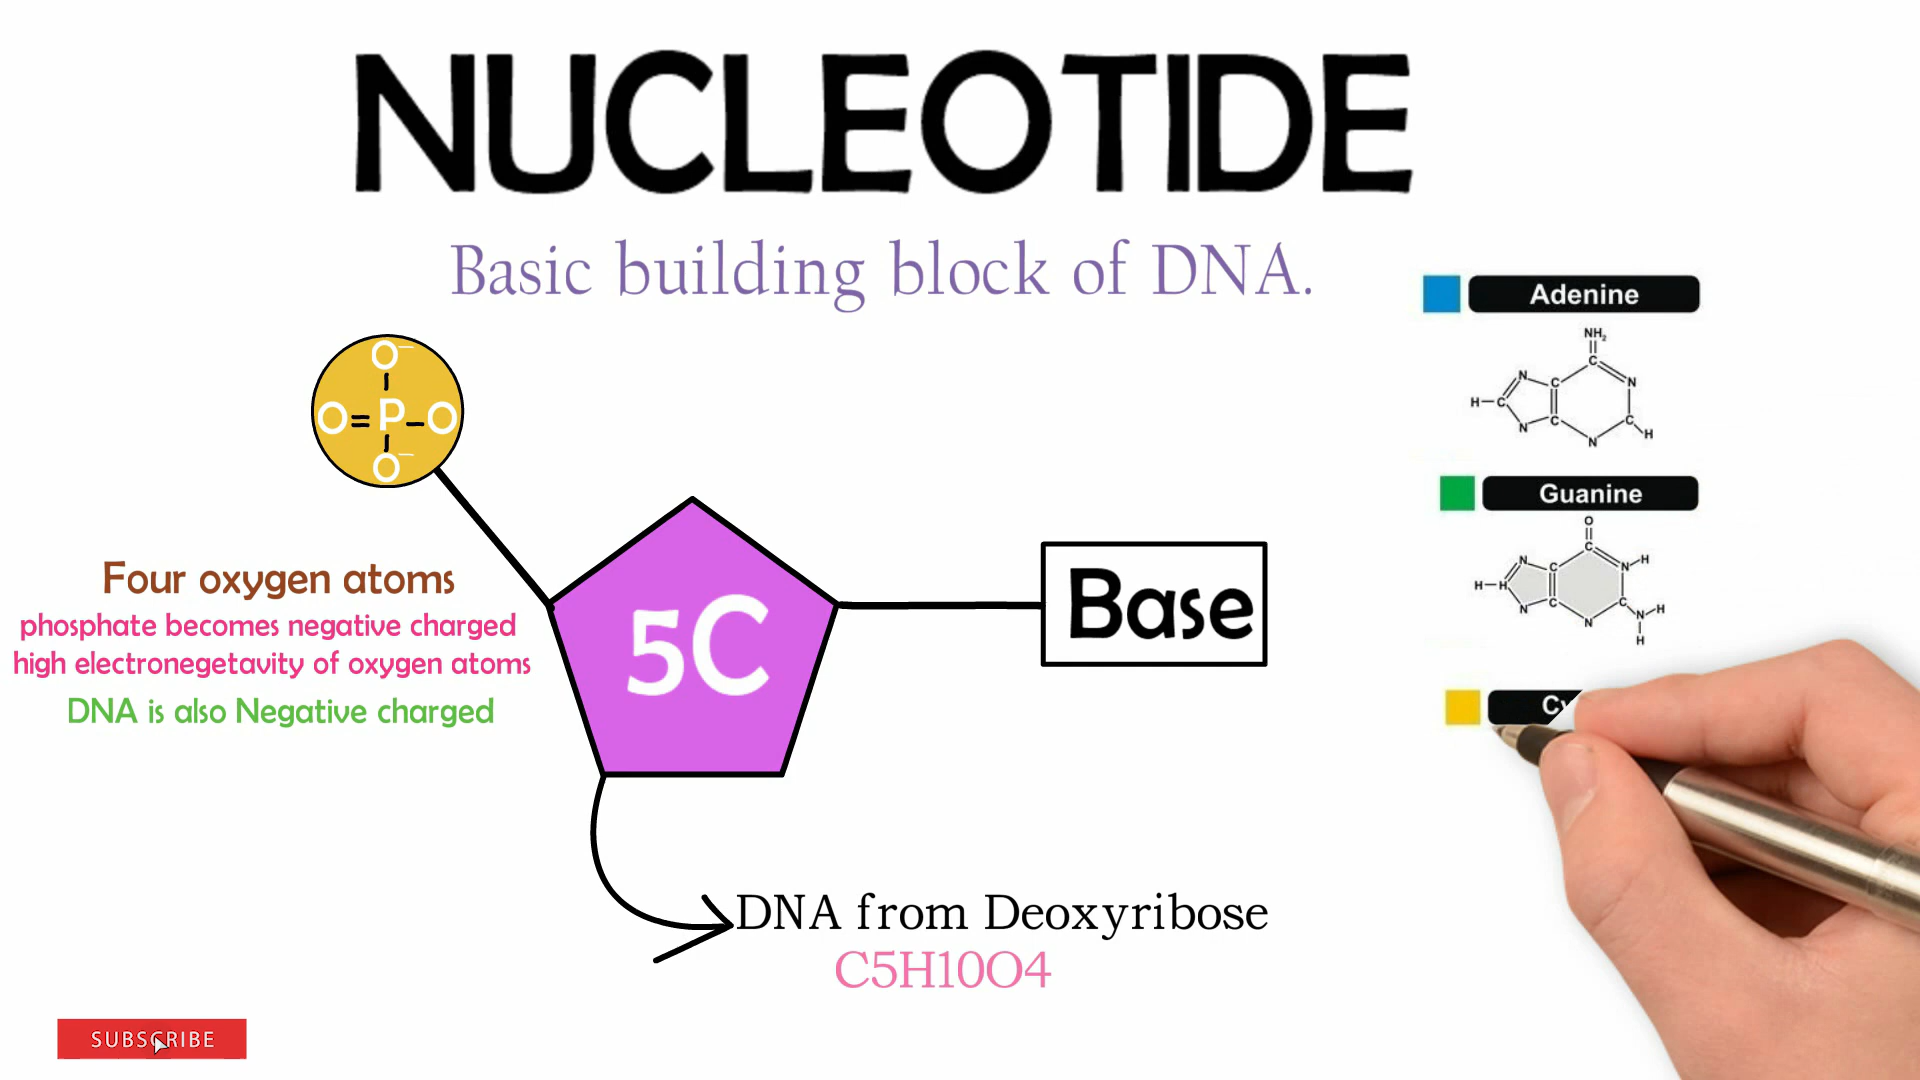 NUCLEOTIDE
Basic building block of DNA.
O⁻
O=P-O
O⁻
Four oxygen atoms
phosphate becomes negative charged
high electronegetavity of oxygen atoms
DNA is also Negative charged
5C
Base
DNA from Deoxyribose
C5H10O4
Adenine
NH₂
C
N C N
H-C
N C C H
N
Guanine
O
C
N C N-H
H-H
N C C N-H
N H
SUBSCRIBE